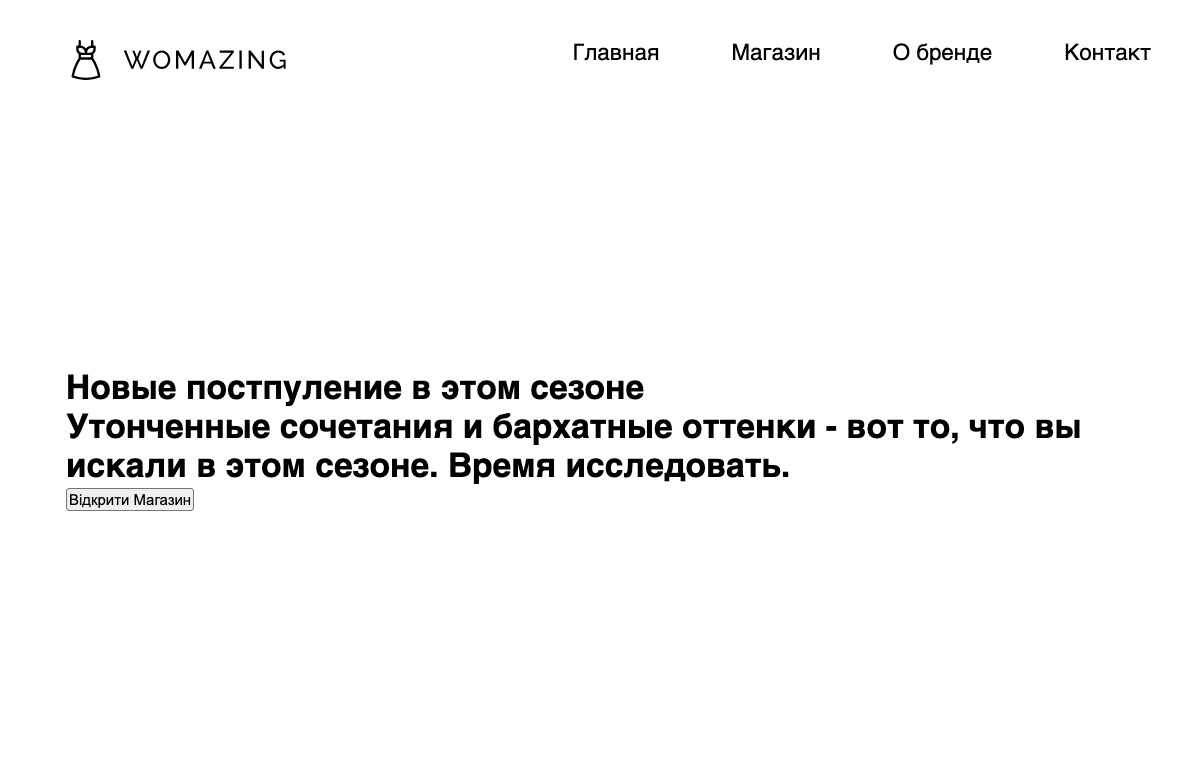 WOMAZING
Главная
Магазин
О бренде
Контакт
Новые постпуление в этом сезоне
Утонченные сочетания и бархатные оттенки - вот то, что вы
искали в этом сезоне. Время исследовать.
Відкрити Магазин